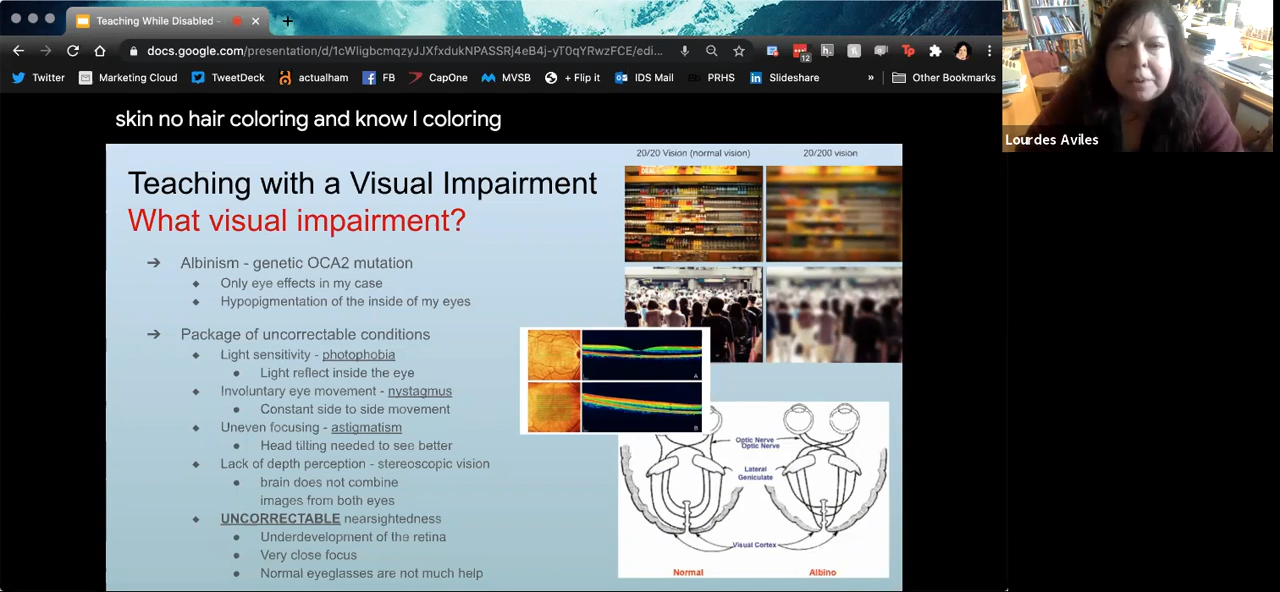 Teaching While Disabled -
docs.google.com/presentation/d/1cWligbcmqzyJJXfxdukNPASSRj4eB4j-yT0qYRwzFCE/edi...
12
Twitter
Marketing Cloud
TweetDeck
actualham
FB
CapOne
MVSB
+ Flip it
IDS Mail
PRHS
Slideshare
»
Other Bookmarks
Lourdes Aviles
skin no hair coloring and know I coloring
Teaching with a Visual Impairment
What visual impairment?
Albinism - genetic OCA2 mutation
Only eye effects in my case
Hypopigmentation of the inside of my eyes
Package of uncorrectable conditions
Light sensitivity - photophobia
Light reflect inside the eye
Involuntary eye movement - nystagmus
Constant side to side movement
Uneven focusing - astigmatism
Head tilling needed to see better
Lack of depth perception - stereoscopic vision
brain does not combine
images from both eyes
UNCORRECTABLE nearsightedness
Underdevelopment of the retina
Very close focus
Normal eyeglasses are not much help
20/20 Vision (normal vision)
20/200 vision
A
B
Optic Nerve
Optic Nerve
Lateral
Geniculate
Visual Cortex
Normal
Albino